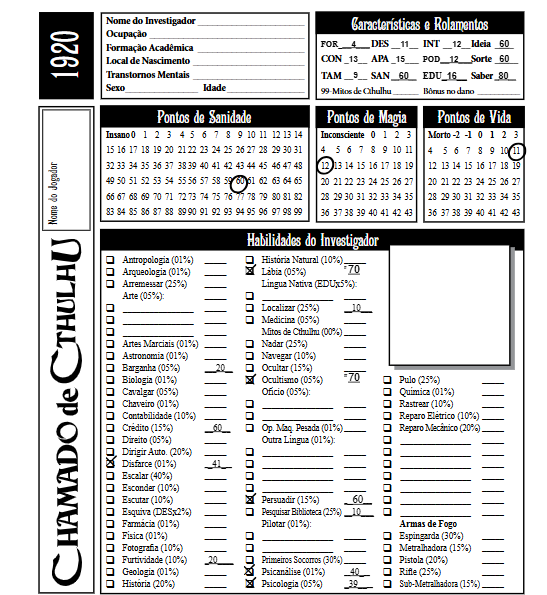 1920
Nome do Investigador
Ocupação
Formação Acadêmica
Local de Nascimento
Transtornos Mentais
Sexo Idade
Características e Rolamentos
FOR 4 DES 11 INT 12 Ideia 60
CON 13 APA 15 POD 12 Sorte 60
TAM 9 SAN 60 EDU 16 Saber 80
99-Mitos de Cthulhu Bônus no dano
Nome do Jogador
CHAMADO de CTHULHU
Pontos de Sanidade
Insano 0 1 2 3 4 5 6 7 8 9 10 11 12 13 14
15 16 17 18 19 20 21 22 23 24 25 26 27 28 29 30 31
32 33 34 35 36 37 38 39 40 41 42 43 44 45 46 47 48
49 50 51 52 53 54 55 56 57 58 59 60 61 62 63 64 65
66 67 68 69 70 71 72 73 74 75 76 77 78 79 80 81 82
83 84 85 86 87 88 89 90 91 92 93 94 95 96 97 98 99
Pontos de Magia
Inconsciente 0 1 2 3
4 5 6 7 8 9 10 11
12 13 14 15 16 17 18 19
20 21 22 23 24 25 26 27
28 29 30 31 32 33 34 35
36 37 38 39 40 41 42 43
Pontos de Vida
Morto -2 -1 0 1 2 3
4 5 6 7 8 9 10 11
12 13 14 15 16 17 18 19
20 21 22 23 24 25 26 27
28 29 30 31 32 33 34 35
36 37 38 39 40 41 42 43
Habilidades do Investigador
Antropologia (01%)
Arqueologia (01%)
Arremessar (25%)
Arte (05%):
Artes Marciais (01%)
Astronomia (01%)
Barganha (05%) 20
Biologia (01%)
Cavalgar (05%)
Chaveiro (01%)
Contabilidade (10%)
Crédito (15%) 60
Direito (05%)
Dirigir Auto. (20%)
Disfarce (01%) 41
Escalar (40%)
Esconder (10%)
Escutar (10%)
Esquiva (DESx2%)
Farmácia (01%)
Física (01%)
Fotografia (10%)
Furtividade (10%) 20
Geologia (01%)
História (20%)
História Natural (10%)
Lábia (05%) 70
Língua Nativa (EDUx5%):
Localizar (25%) 10
Medicina (05%)
Mitos de Cthulhu (00%)
Nadar (25%)
Navegar (10%)
Ocultar (15%)
Ocultismo (05%) 70
Ofício (05%):
Op. Maq. Pesada (01%)
Outra Língua (01%):
Persuadir (15%) 60
Pesquisar Biblioteca (25%) 10
Pilotar (01%):
Primeiros Socorros (30%)
Psicanálise (01%) 40
Psicologia (05%) 39
Pulo (25%)
Química (01%)
Rastrear (10%)
Reparo Elétrico (10%)
Reparo Mecânico (20%)
Armas de Fogo
Espingarda (30%)
Metralhadora (15%)
Pistola (20%)
Rifle (25%)
Sub-Metralhadora (15%)